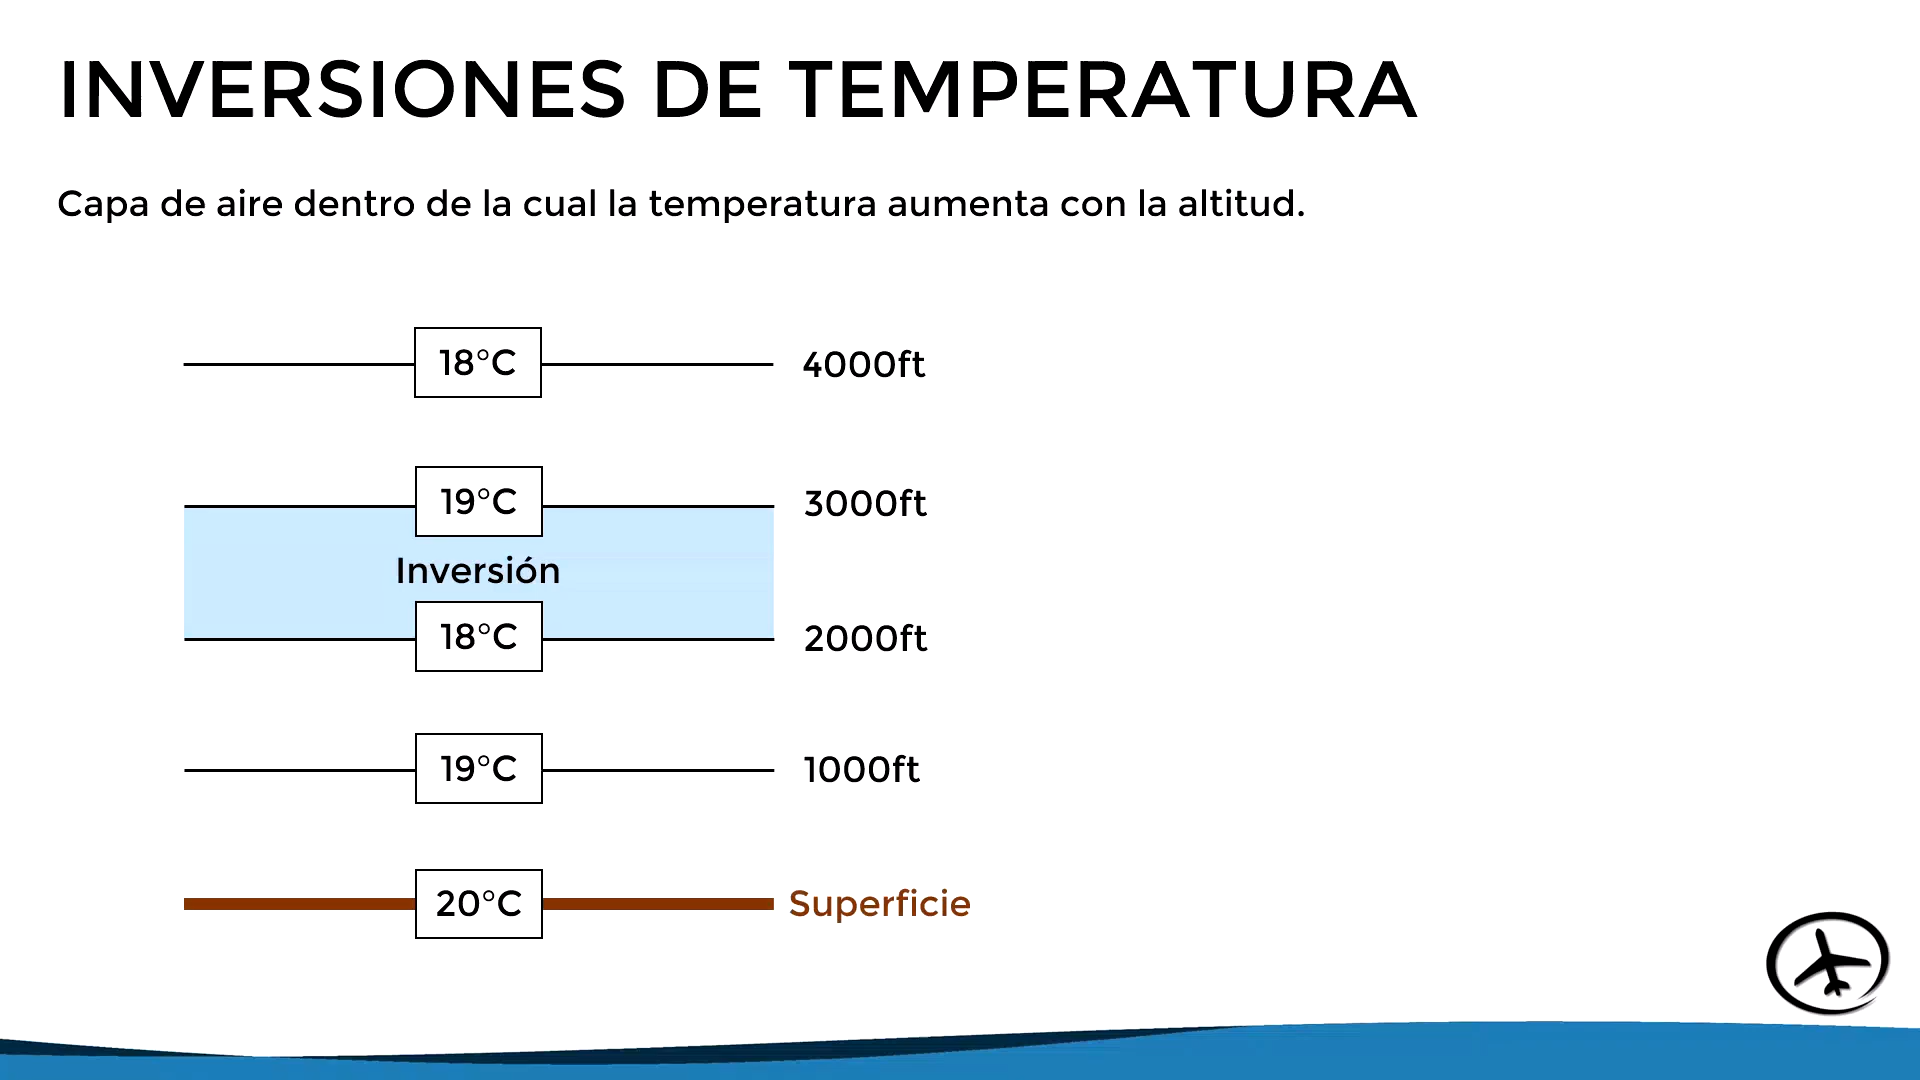 INVERSIONES DE TEMPERATURA
Capa de aire dentro de la cual la temperatura aumenta con la altitud.
18°C 4000ft
19°C 3000ft
Inversión
18°C 2000ft
19°C 1000ft
20°C Superficie